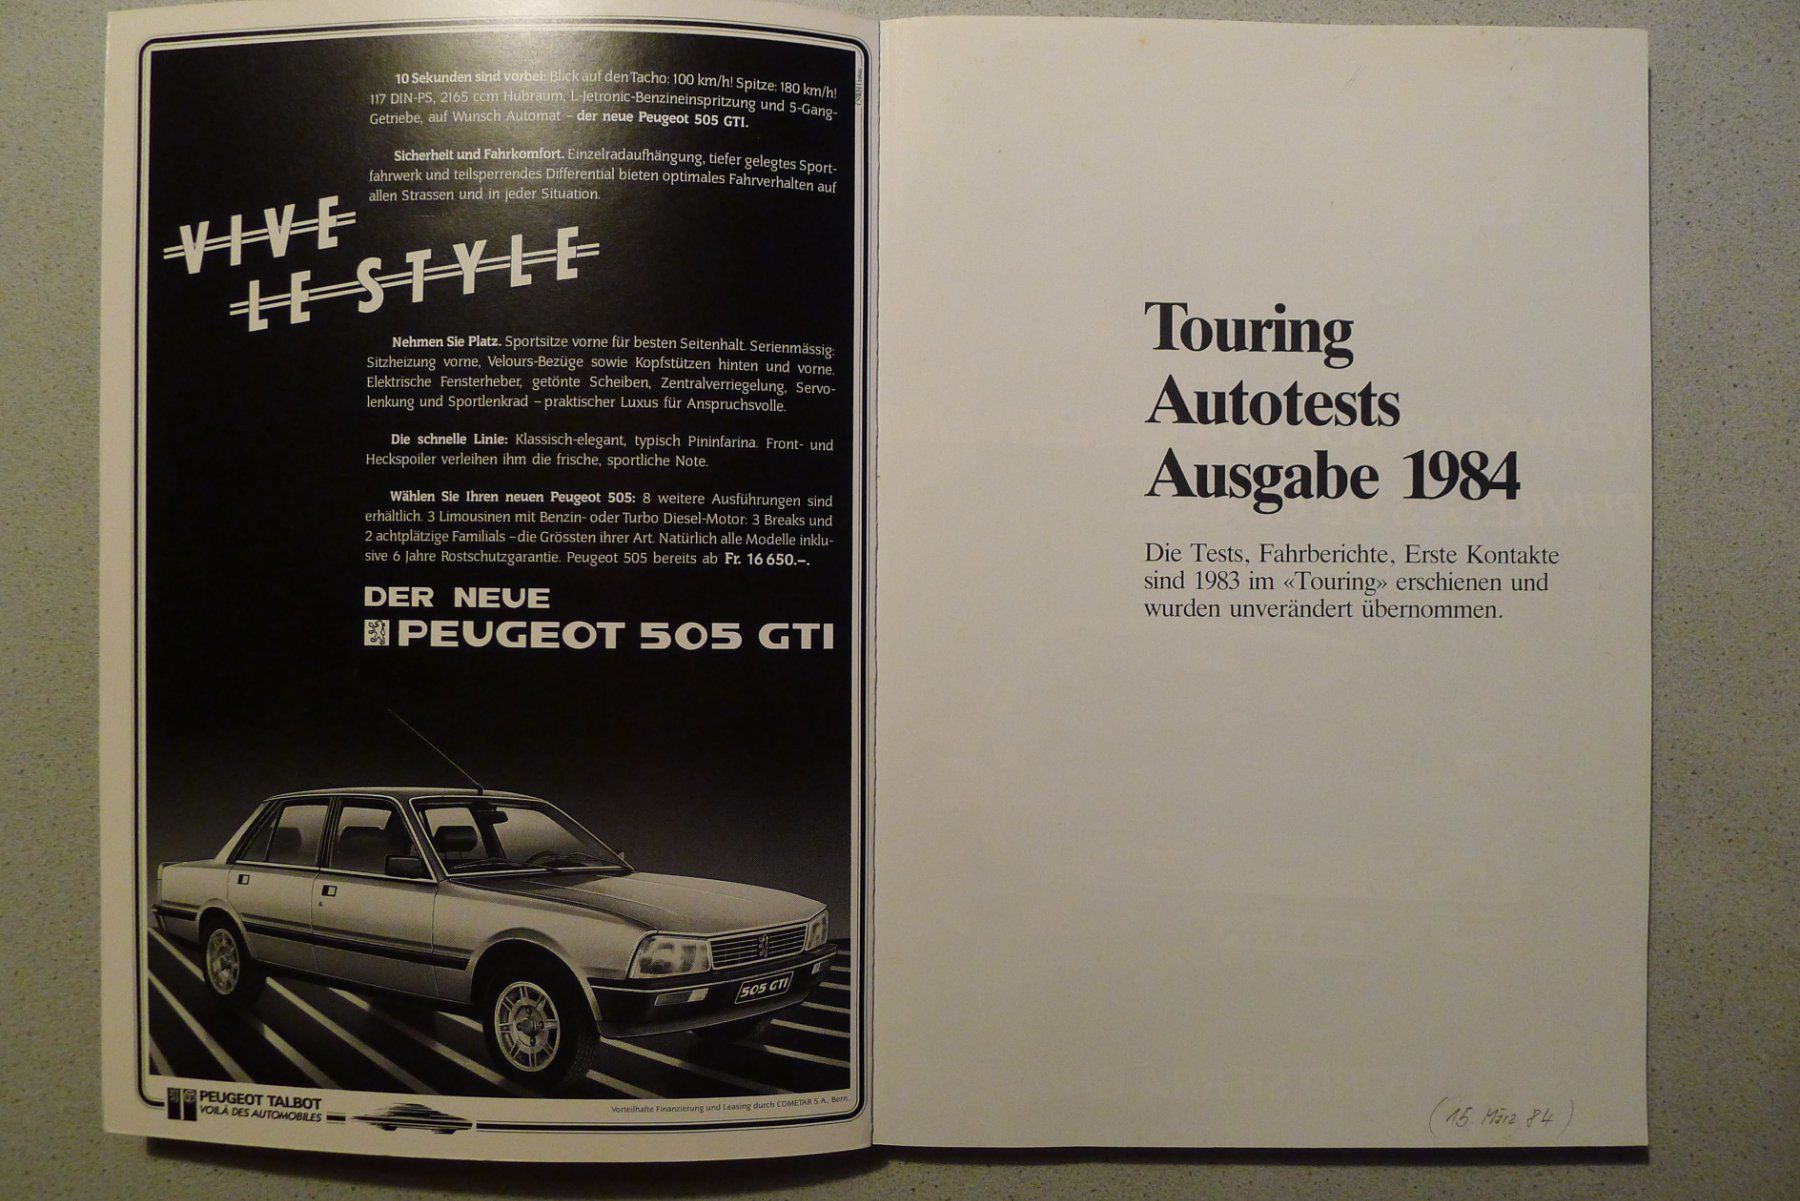 10 Sekunden sind vorbei: Blick auf den Tacho: 100 km/h! Spitze: 180 km/h!
117 DIN-PS, 2165 ccm Hubraum, L-Jetronic-Benzineinspritzung und 5-Gang-
Getriebe, auf Wunsch Automat – der neue Peugeot 505 GTI.
Sicherheit und Fahrkomfort. Einzelradaufhängung, tiefer gelegtes Sport-
fahrwerk und teilsperrendes Differential bieten optimales Fahrverhalten auf
allen Strassen und in jeder Situation.
VIVE
LE STYLE
Nehmen Sie Platz. Sportsitze vorne für besten Seitenhalt. Serienmässig:
Sitzheizung vorne, Velours-Bezüge sowie Kopfstützen hinten und vorne.
Elektrische Fensterheber, getönte Scheiben, Zentralverriegelung, Servo-
lenkung und Sportlenkrad – praktischer Luxus für Anspruchsvolle.
Die schnelle Linie: Klassisch-elegant, typisch Pininfarina. Front- und
Heckspoiler verleihen ihm die frische, sportliche Note.
Wählen Sie Ihren neuen Peugeot 505: 8 weitere Ausführungen sind
erhältlich. 3 Limousinen mit Benzin- oder Turbo Diesel-Motor: 3 Breaks und
2 achtplätzige Familials – die Grössten ihrer Art. Natürlich alle Modelle inklu-
sive 6 Jahre Rostschutzgarantie. Peugeot 505 bereits ab Fr. 16 650.–.
DER NEUE
PEUGEOT 505 GTI
505 GTI
PEUGEOT TALBOT
VOILÀ DES AUTOMOBILES
Vorteilhafte Finanzierung und Leasing durch COMETAR S.A., Bern.
Touring
Autotests
Ausgabe 1984
Die Tests, Fahrberichte, Erste Kontakte
sind 1983 im «Touring» erschienen und
wurden unverändert übernommen.
(15. März 84)